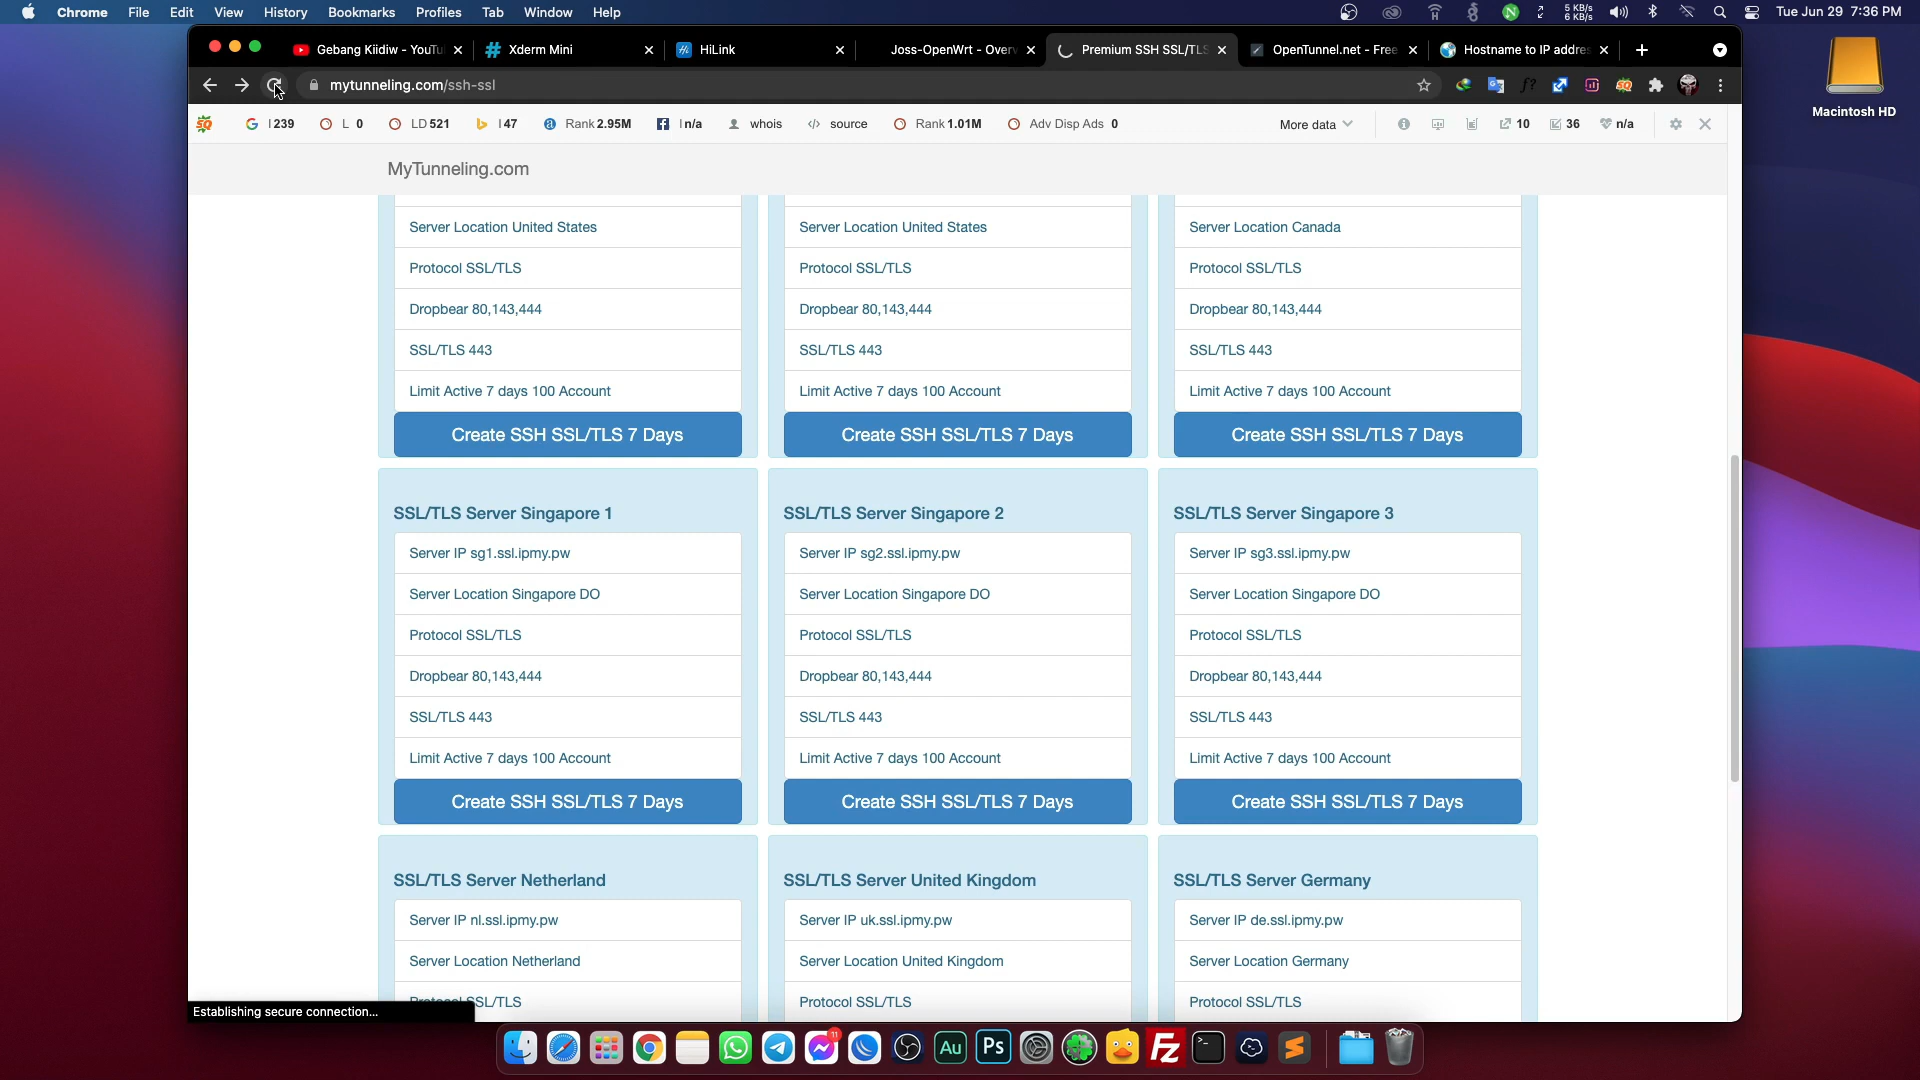 Chrome File Edit View History Bookmarks Profiles Tab Window Help
5 KB/s
6 KB/s
Tue Jun 29 7:36 PM
Gebang Kiidiw - YouTu
Xderm Mini
HiLink
Joss-OpenWrt - Overv
Premium SSH SSL/TLS
OpenTunnel.net - Free
Hostname to IP addres
mytunneling.com/ssh-ssl
Macintosh HD
I 239
L 0
LD 521
I 47
Rank 2.95M
I n/a
whois
source
Rank 1.01M
Adv Disp Ads 0
More data
10
36
n/a
MyTunneling.com
Server Location United States
Protocol SSL/TLS
Dropbear 80,143,444
SSL/TLS 443
Limit Active 7 days 100 Account
Create SSH SSL/TLS 7 Days
Server Location United States
Protocol SSL/TLS
Dropbear 80,143,444
SSL/TLS 443
Limit Active 7 days 100 Account
Create SSH SSL/TLS 7 Days
Server Location Canada
Protocol SSL/TLS
Dropbear 80,143,444
SSL/TLS 443
Limit Active 7 days 100 Account
Create SSH SSL/TLS 7 Days
SSL/TLS Server Singapore 1
Server IP sg1.ssl.ipmy.pw
Server Location Singapore DO
Protocol SSL/TLS
Dropbear 80,143,444
SSL/TLS 443
Limit Active 7 days 100 Account
Create SSH SSL/TLS 7 Days
SSL/TLS Server Singapore 2
Server IP sg2.ssl.ipmy.pw
Server Location Singapore DO
Protocol SSL/TLS
Dropbear 80,143,444
SSL/TLS 443
Limit Active 7 days 100 Account
Create SSH SSL/TLS 7 Days
SSL/TLS Server Singapore 3
Server IP sg3.ssl.ipmy.pw
Server Location Singapore DO
Protocol SSL/TLS
Dropbear 80,143,444
SSL/TLS 443
Limit Active 7 days 100 Account
Create SSH SSL/TLS 7 Days
SSL/TLS Server Netherland
Server IP nl.ssl.ipmy.pw
Server Location Netherland
Protocol SSL/TLS
SSL/TLS Server United Kingdom
Server IP uk.ssl.ipmy.pw
Server Location United Kingdom
Protocol SSL/TLS
SSL/TLS Server Germany
Server IP de.ssl.ipmy.pw
Server Location Germany
Protocol SSL/TLS
Establishing secure connection...
11
Au
Ps
Fz